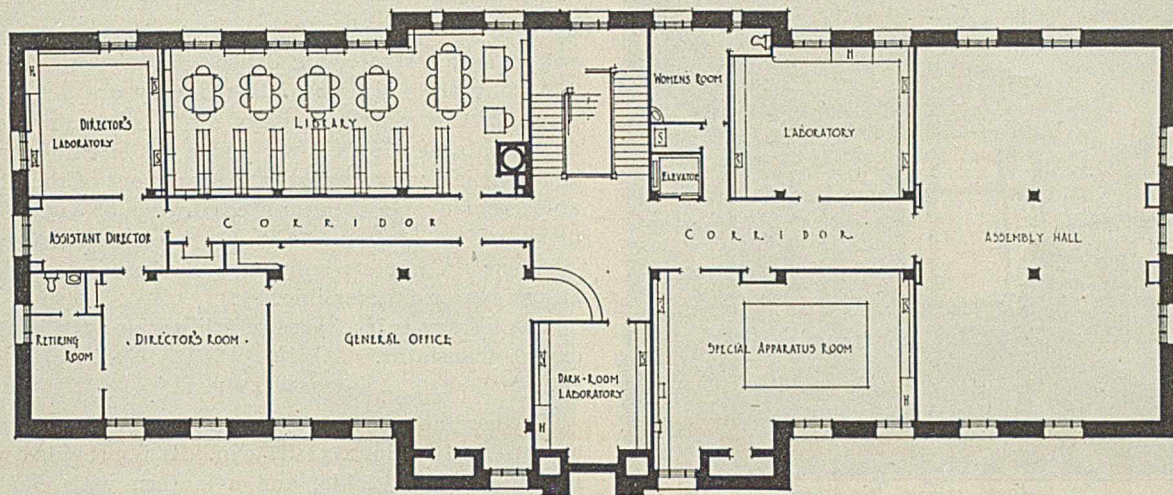 H
DIRECTOR'S
LABORATORY
S
S
S
LIBRARY
WOMEN'S ROOM
S
ELEVATOR
H
LABORATORY
S
S
S
ASSISTANT DIRECTOR
CORRIDOR
CORRIDOR
ASSEMBLY HALL
RETIRING
ROOM
DIRECTOR'S ROOM
GENERAL OFFICE
DARK-ROOM
LABORATORY
H
SPECIAL APPARATUS ROOM
H